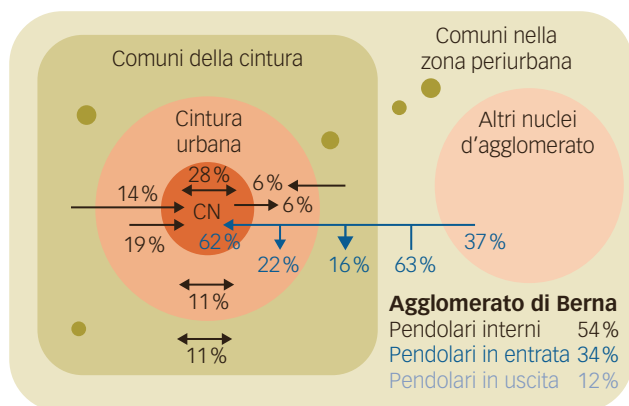 Comuni della cintura
Comuni nella
zona periurbana
Cintura
urbana
Altri nuclei
d'agglomerato
28%
14%
6%
CN
6%
19%
62%
37%
22%
16%
63%
11%
11%
Agglomerato di Berna
Pendolari interni 54%
Pendolari in entrata 34%
Pendolari in uscita 12%